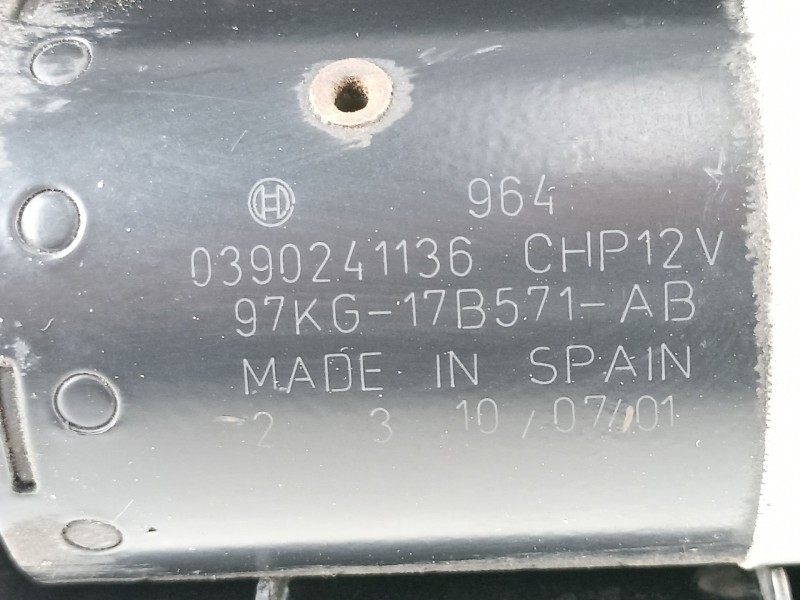 964
0390241136 CHP12V
97KG-17B571-AB
MADE IN SPAIN
2 3 10/07/01